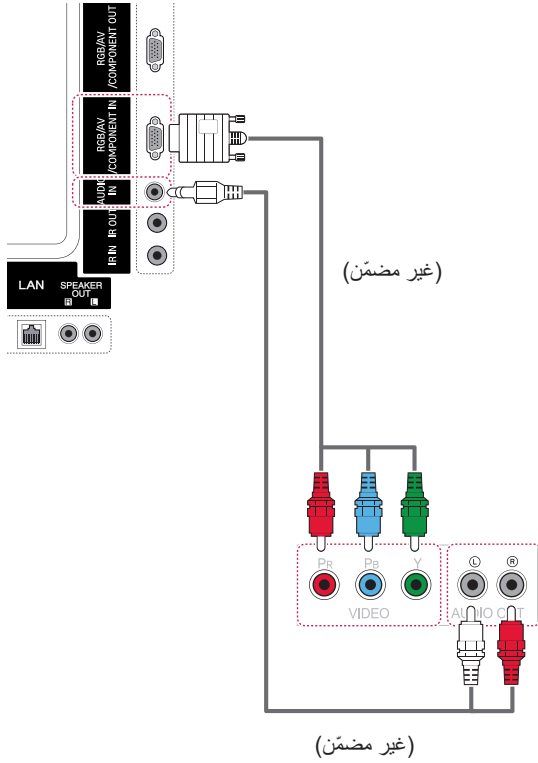 RGB/AV
/COMPONENT OUT
RGB/AV
/COMPONENT IN
AUDIO
IN
IR OUT
IR IN
LAN
SPEAKER
OUT
R L
(غير مضمّن)
PR PB Y
VIDEO
L R
AUDIO OUT
(غير مضمّن)